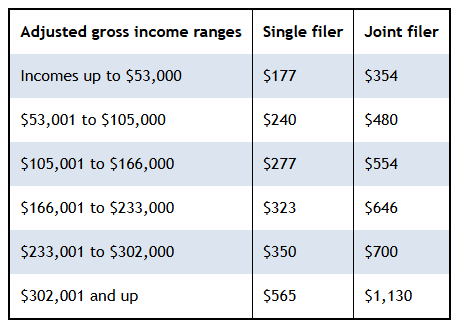 Adjusted gross income ranges Single filer Joint filer
Incomes up to $53,000 $177 $354
$53,001 to $105,000 $240 $480
$105,001 to $166,000 $277 $554
$166,001 to $233,000 $323 $646
$233,001 to $302,000 $350 $700
$302,001 and up $565 $1,130